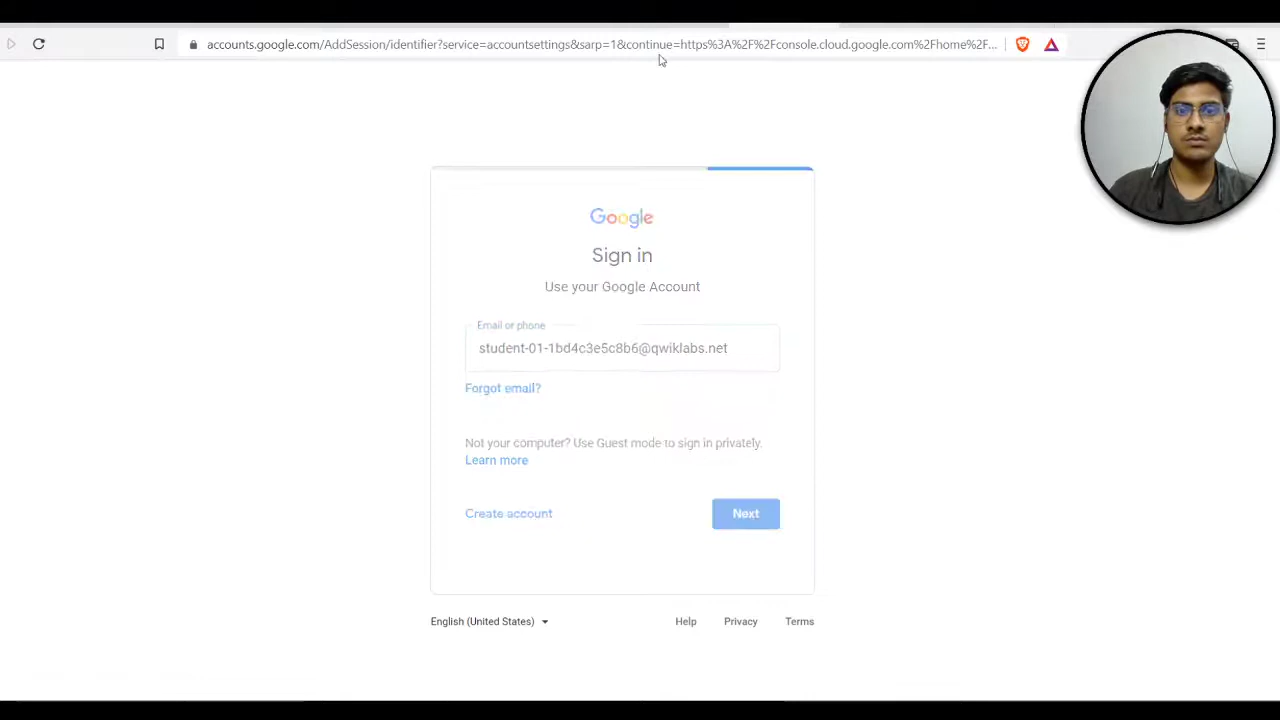 accounts.google.com/AddSession/identifier?service=accountsettings&sarp=1&continue=https%3A%2F%2Fconsole.cloud.google.com%2Fhome%2F...
Google
Sign in
Use your Google Account
Email or phone
student-01-1bd4c3e5c8b6@qwiklabs.net
Forgot email?
Not your computer? Use Guest mode to sign in privately.
Learn more
Create account
Next
English (United States)
Help
Privacy
Terms